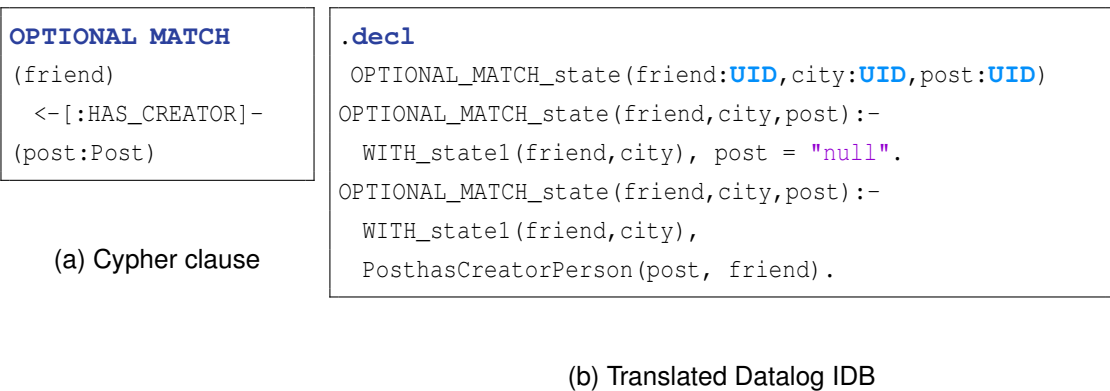 OPTIONAL MATCH
(friend)
<-[:HAS_CREATOR]-
(post:Post)
(a) Cypher clause
.decl
OPTIONAL_MATCH_state(friend:UID,city:UID,post:UID)
OPTIONAL_MATCH_state(friend,city,post):-
WITH_state1(friend,city), post = "null".
OPTIONAL_MATCH_state(friend,city,post):-
WITH_state1(friend,city),
PosthasCreatorPerson(post, friend).
(b) Translated Datalog IDB